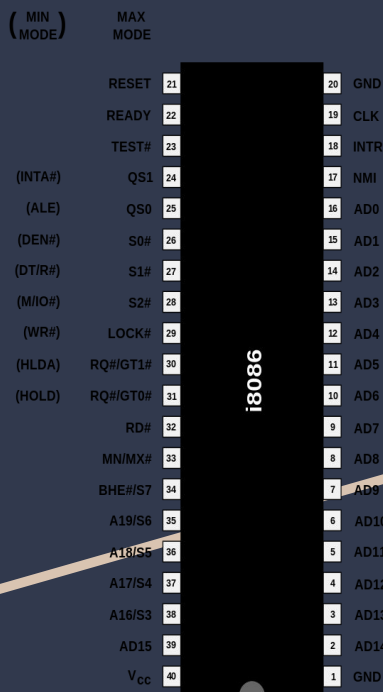 ( MIN MODE ) MAX MODE
RESET 21 20 GND
READY 22 19 CLK
TEST# 23 18 INTR
(INTA#) QS1 24 17 NMI
(ALE) QS0 25 16 AD0
(DEN#) S0# 26 15 AD1
(DT/R#) S1# 27 14 AD2
(M/IO#) S2# 28 13 AD3
(WR#) LOCK# 29 12 AD4
(HLDA) RQ#/GT1# 30 11 AD5
(HOLD) RQ#/GT0# 31 10 AD6
RD# 32 9 AD7
MN/MX# 33 8 AD8
BHE#/S7 34 7 AD9
A19/S6 35 6 AD10
A18/S5 36 5 AD11
A17/S4 37 4 AD12
A16/S3 38 3 AD13
AD15 39 2 AD14
Vcc 40 1 GND
i8086